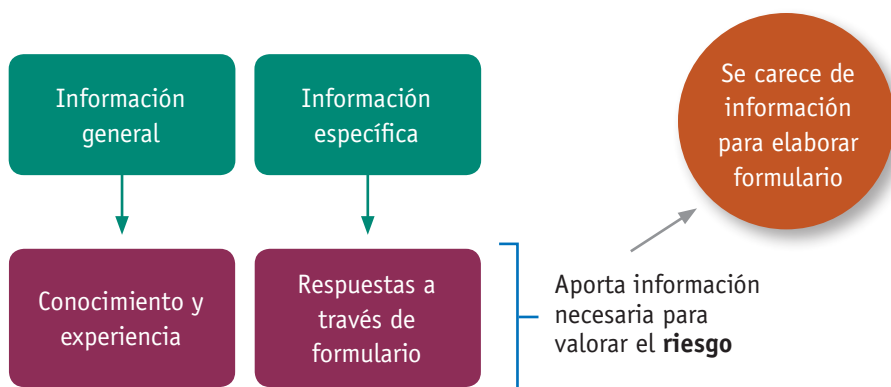 Información
general
Información
específica
Se carece de
información
para elaborar
formulario
Conocimiento y
experiencia
Respuestas a
través de
formulario
Aporta información
necesaria para
valorar el riesgo